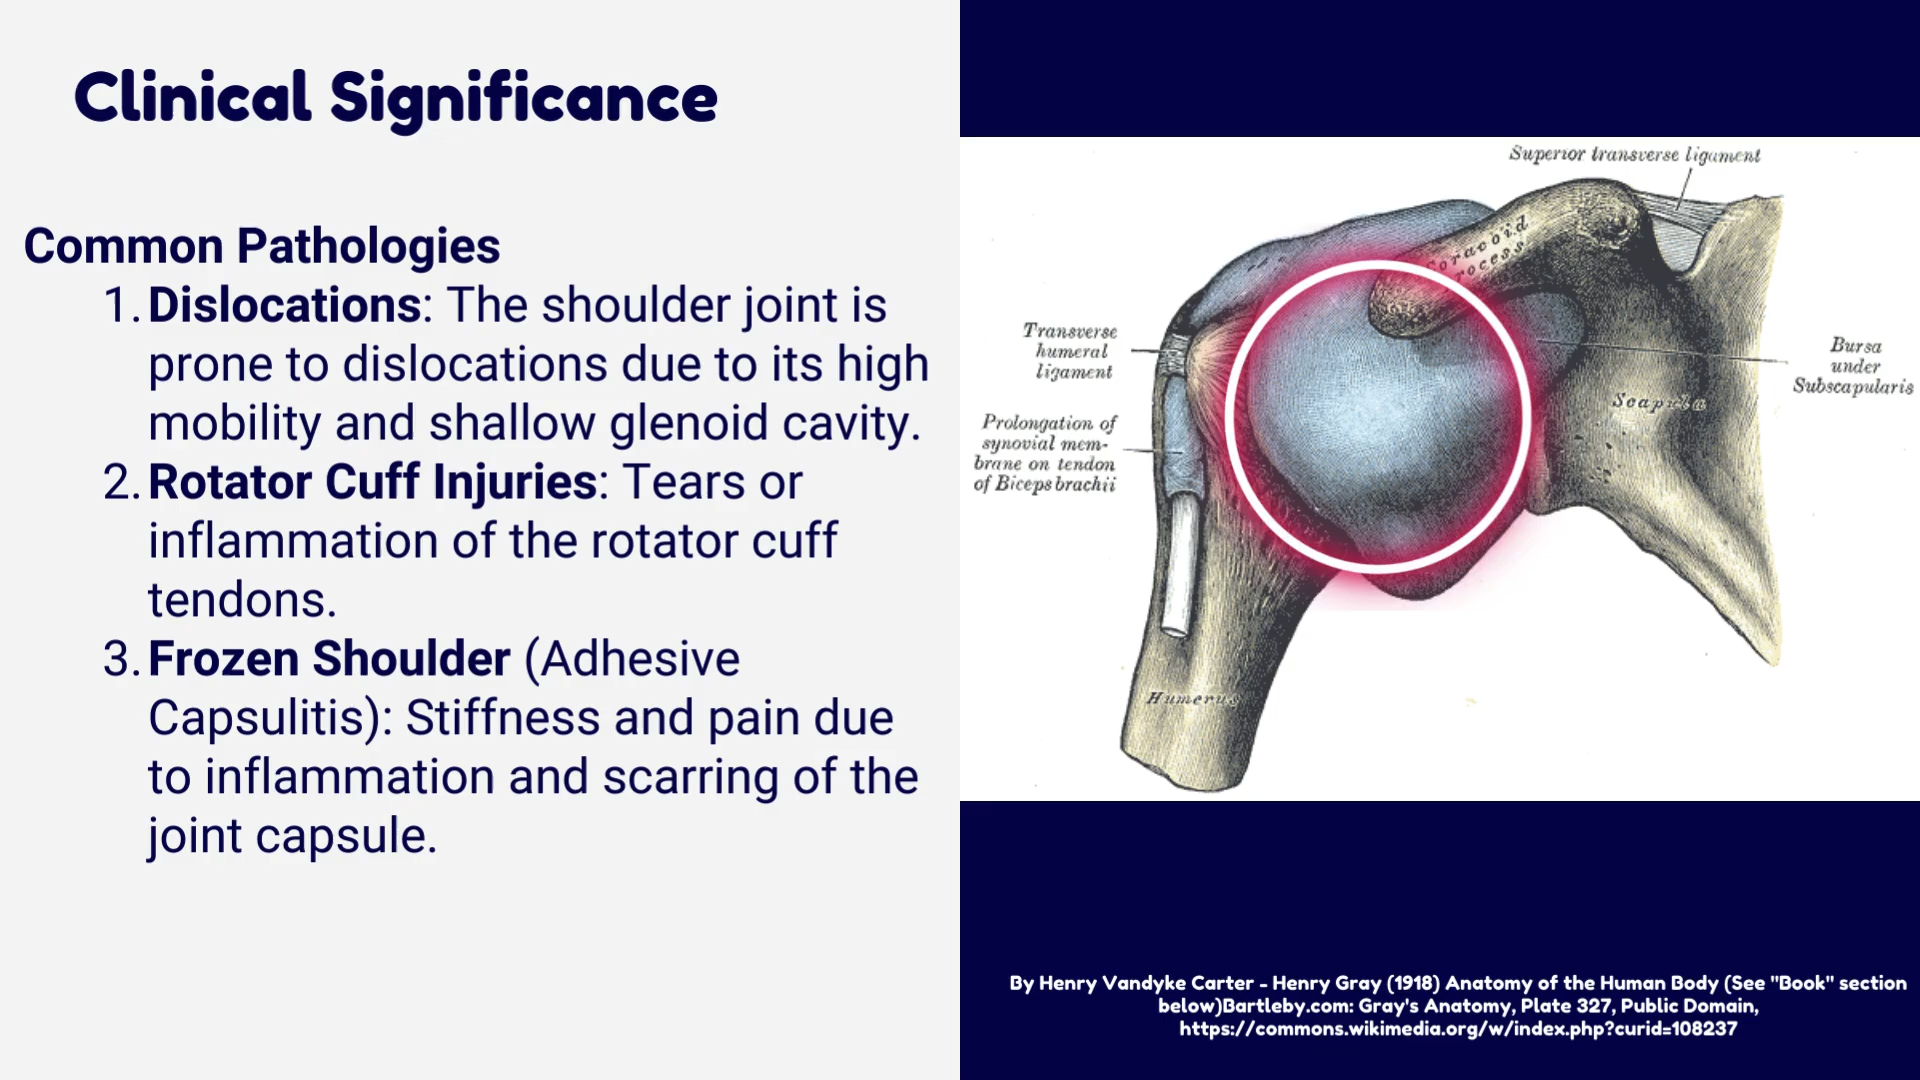 Clinical Significance
Common Pathologies
1. Dislocations: The shoulder joint is
prone to dislocations due to its high
mobility and shallow glenoid cavity.
2. Rotator Cuff Injuries: Tears or
inflammation of the rotator cuff
tendons.
3. Frozen Shoulder (Adhesive
Capsulitis): Stiffness and pain due
to inflammation and scarring of the
joint capsule.
Superior transverse ligament
Coracoid
process
Transverse
humeral
ligament
Bursa
under
Subscapularis
Scapula
Prolongation of
synovial mem-
brane on tendon
of Biceps brachii
Humerus
By Henry Vandyke Carter - Henry Gray (1918) Anatomy of the Human Body (See "Book" section
below)Bartleby.com: Gray's Anatomy, Plate 327, Public Domain,
https://commons.wikimedia.org/w/index.php?curid=108237